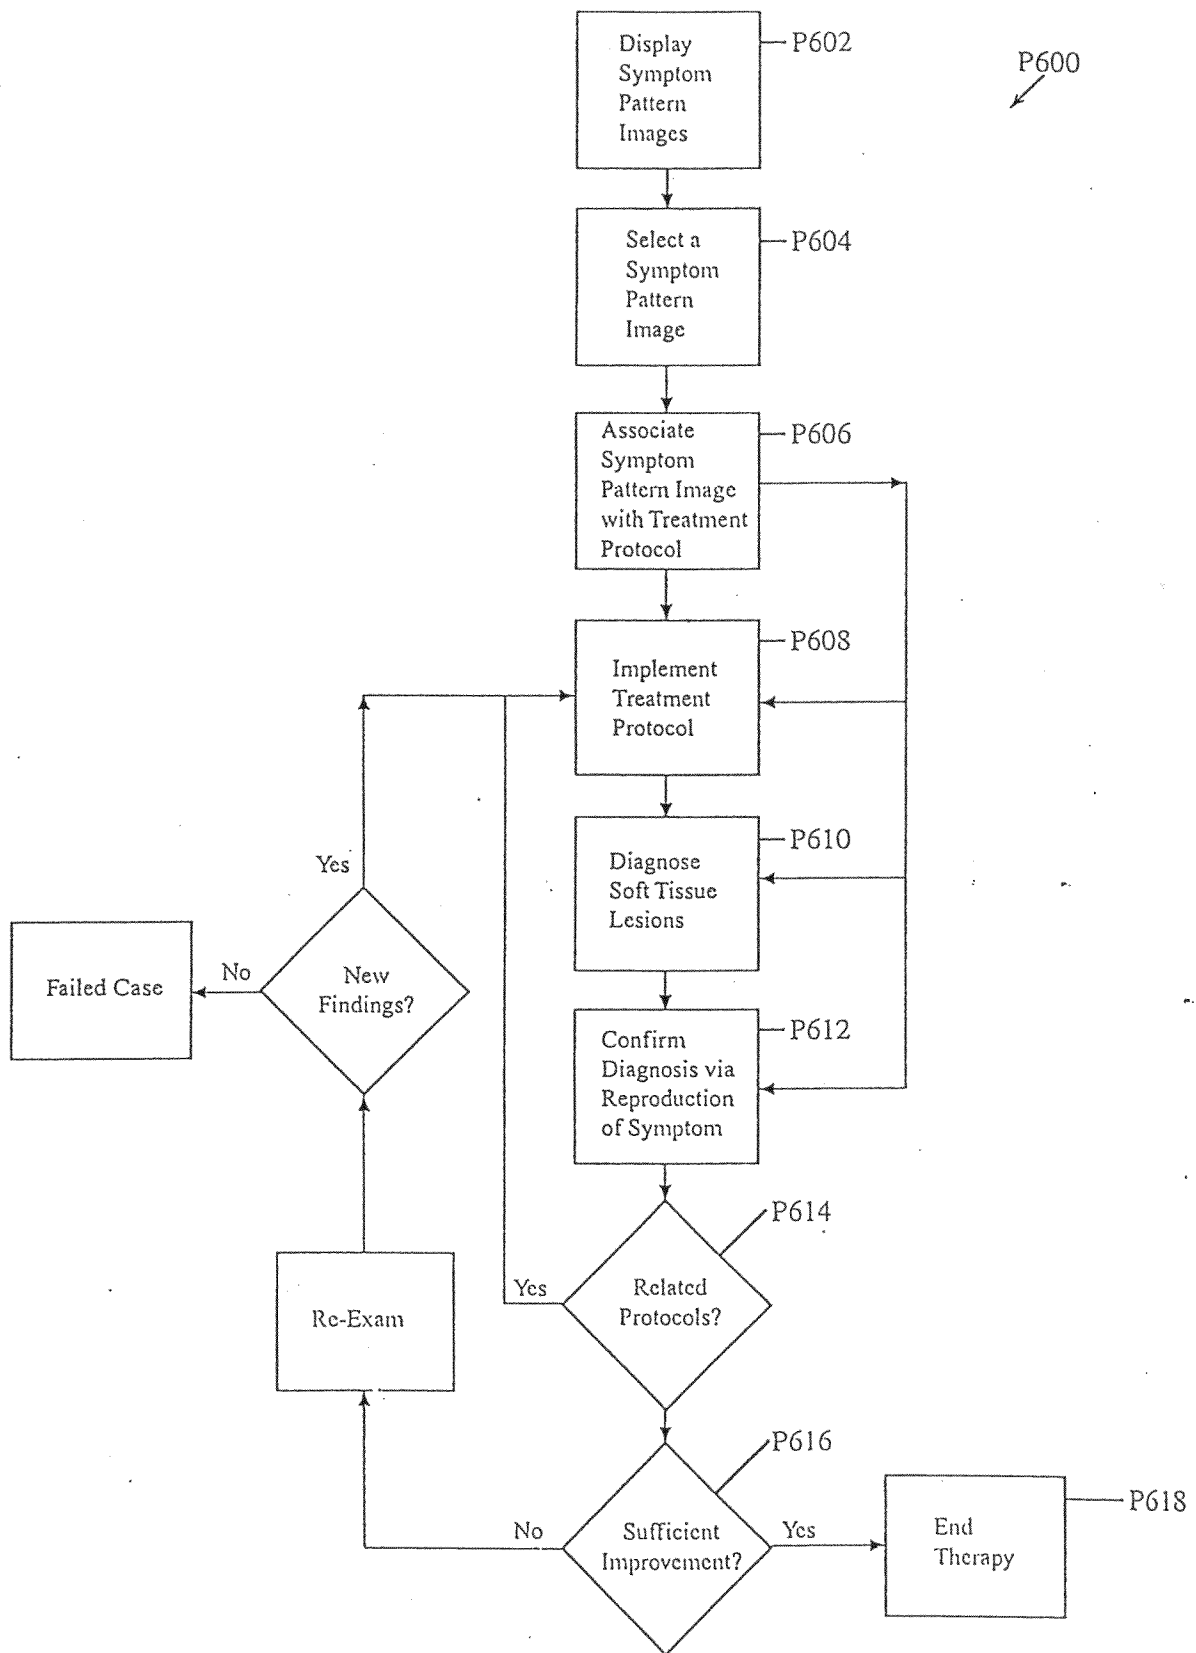 Display
Symptom
Pattern
Images
P602
P600
Select a
Symptom
Pattern
Image
P604
Associate
Symptom
Pattern Image
with Treatment
Protocol
P606
Implement
Treatment
Protocol
P608
Diagnose
Soft Tissue
Lesions
P610
Yes
Failed Case
No
New
Findings?
Confirm
Diagnosis via
Reproduction
of Symptom
P612
P614
Related
Protocols?
Yes
Re-Exam
P616
Sufficient
Improvement?
No
Yes
End
Therapy
P618